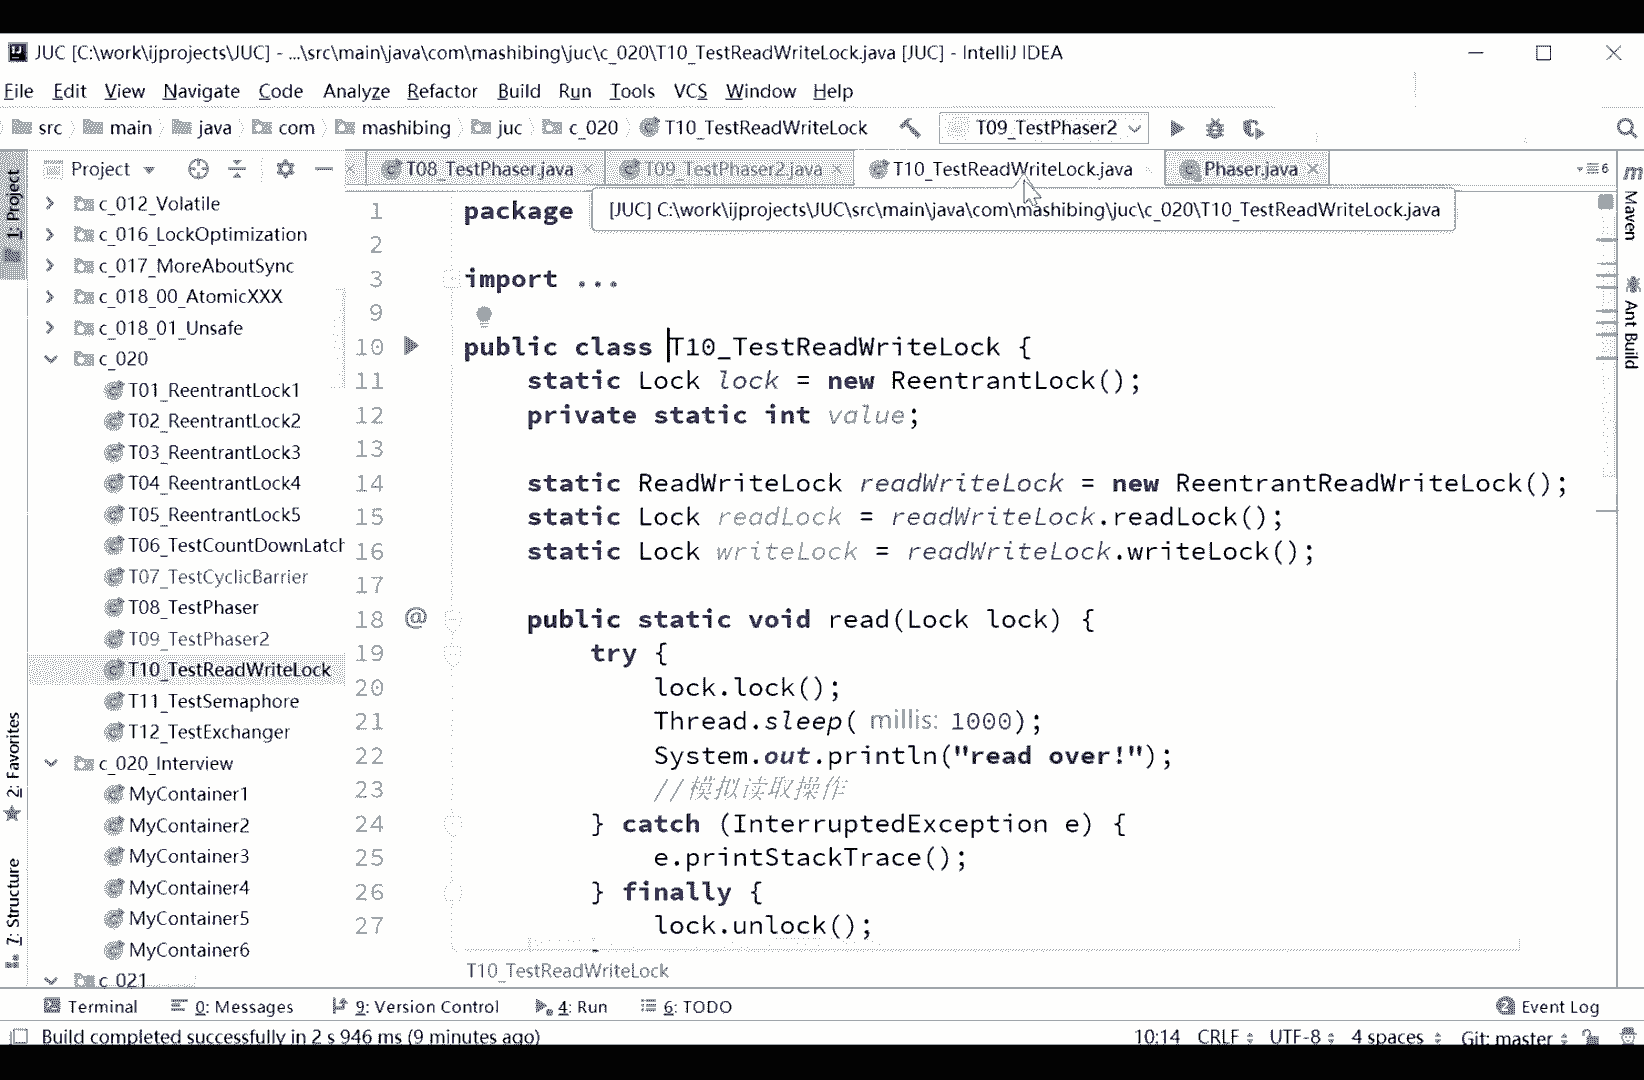 JUC [C:\work\ijprojects\JUC] - ...\src\main\java\com\mashibing\juc\c_020\T10_TestReadWriteLock.java [JUC] - IntelliJ IDEA
File Edit View Navigate Code Analyze Refactor Build Run Tools VCS Window Help
src main java com mashibing juc c_020 T10_TestReadWriteLock T09_TestPhaser2
Project T08_TestPhaser.java T09_TestPhaser2.java T10_TestReadWriteLock.java Phaser.java 6
[JUC] C:\work\ijprojects\JUC\src\main\java\com\mashibing\juc\c_020\T10_TestReadWriteLock.java
1: Project
2: Favorites
7: Structure
c_012_Volatile
c_016_LockOptimization
c_017_MoreAboutSync
c_018_00_AtomicXXX
c_018_01_Unsafe
c_020
T01_ReentrantLock1
T02_ReentrantLock2
T03_ReentrantLock3
T04_ReentrantLock4
T05_ReentrantLock5
T06_TestCountDownLatch
T07_TestCyclicBarrier
T08_TestPhaser
T09_TestPhaser2
T10_TestReadWriteLock
T11_TestSemaphore
T12_TestExchanger
c_020_Interview
MyContainer1
MyContainer2
MyContainer3
MyContainer4
MyContainer5
MyContainer6
c_021
1 package
2
3 import ...
9
10 public class T10_TestReadWriteLock {
11 static Lock lock = new ReentrantLock();
12 private static int value;
13
14 static ReadWriteLock readWriteLock = new ReentrantReadWriteLock();
15 static Lock readLock = readWriteLock.readLock();
16 static Lock writeLock = readWriteLock.writeLock();
17
18 @ public static void read(Lock lock) {
19 try {
20 lock.lock();
21 Thread.sleep( millis: 1000);
22 System.out.println("read over!");
23 //模拟读取操作
24 } catch (InterruptedException e) {
25 e.printStackTrace();
26 } finally {
27 lock.unlock();
T10_TestReadWriteLock
m Maven
Ant Build
Terminal 0: Messages 9: Version Control 4: Run 6: TODO 2 Event Log
Build completed successfully in 2 s 946 ms (9 minutes ago) 10:14 CRLF UTF-8 4 spaces Git: master